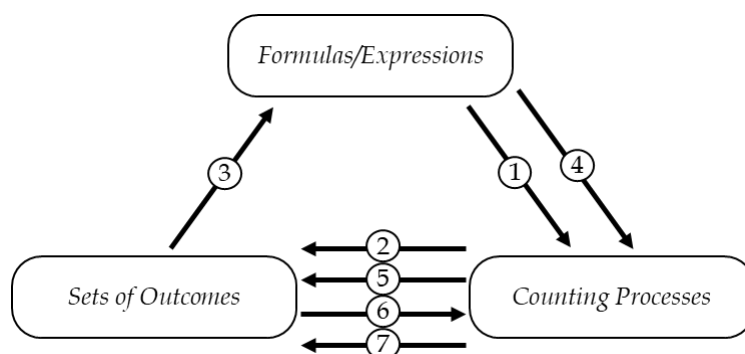 Formulas/Expressions
3
1
4
2
5
6
7
Sets of Outcomes
Counting Processes